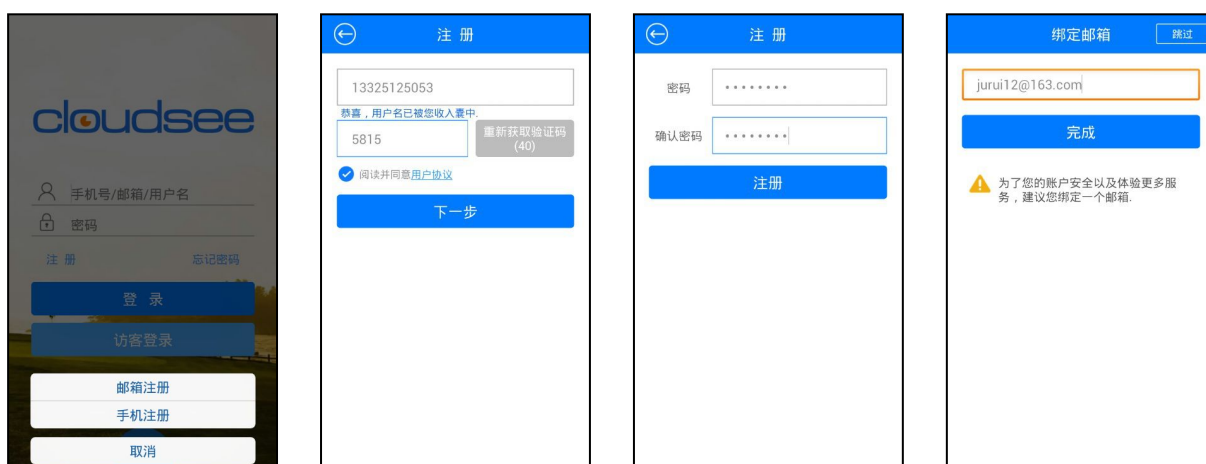 cloudsee
手机号/邮箱/用户名
密码
注 册
忘记密码
登 录
访客登录
邮箱注册
手机注册
取消
注 册
13325125053
恭喜，用户名已被您收入囊中.
5815
重新获取验证码
(40)
阅读并同意用户协议
下一步
注 册
密码
········
确认密码
········
注册
绑定邮箱
跳过
jurui12@163.com
完成
为了您的账户安全以及体验更多服
务，建议您绑定一个邮箱.